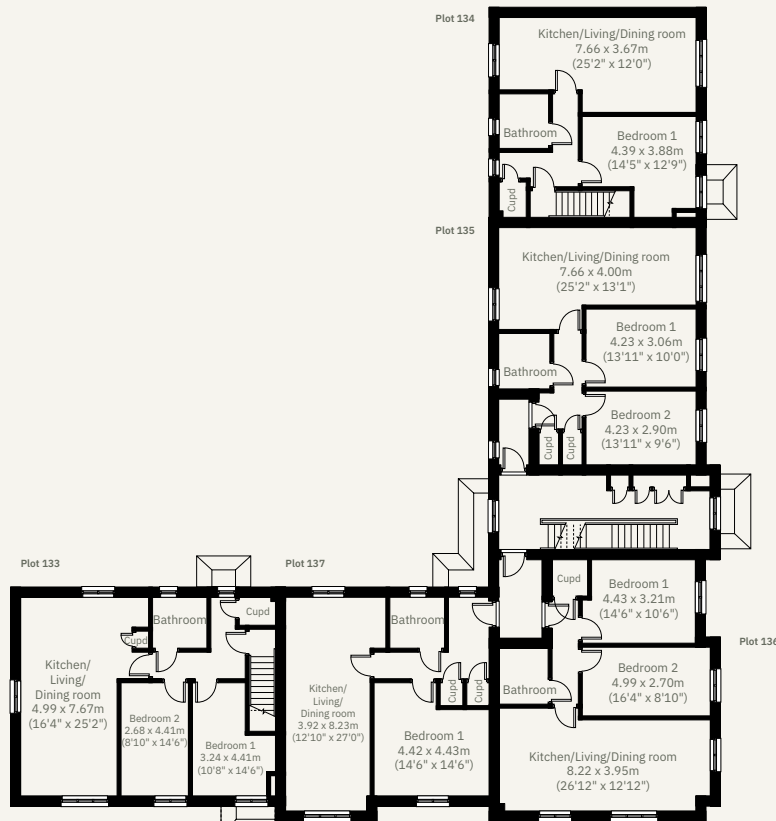 Plot 134
Kitchen/Living/Dining room
7.66 x 3.67m
(25'2" x 12'0")
Bathroom
Bedroom 1
4.39 x 3.88m
(14'5" x 12'9")
Cupd
Plot 135
Kitchen/Living/Dining room
7.66 x 4.00m
(25'2" x 13'1")
Bedroom 1
4.23 x 3.06m
(13'11" x 10'0")
Bathroom
Bedroom 2
4.23 x 2.90m
(13'11" x 9'6")
Cupd
Cupd
Plot 133
Bathroom
Cupd
Cupd
Kitchen/
Living/
Dining room
4.99 x 7.67m
(16'4" x 25'2")
Bedroom 2
2.68 x 4.41m
(8'10" x 14'6")
Bedroom 1
3.24 x 4.41m
(10'8" x 14'6")
Plot 137
Bathroom
Cupd
Cupd
Kitchen/
Living/
Dining room
3.92 x 8.23m
(12'10" x 27'0")
Bedroom 1
4.42 x 4.43m
(14'6" x 14'6")
Cupd
Bedroom 1
4.43 x 3.21m
(14'6" x 10'6")
Plot 136
Bedroom 2
4.99 x 2.70m
(16'4" x 8'10")
Bathroom
Kitchen/Living/Dining room
8.22 x 3.95m
(26'12" x 12'12")